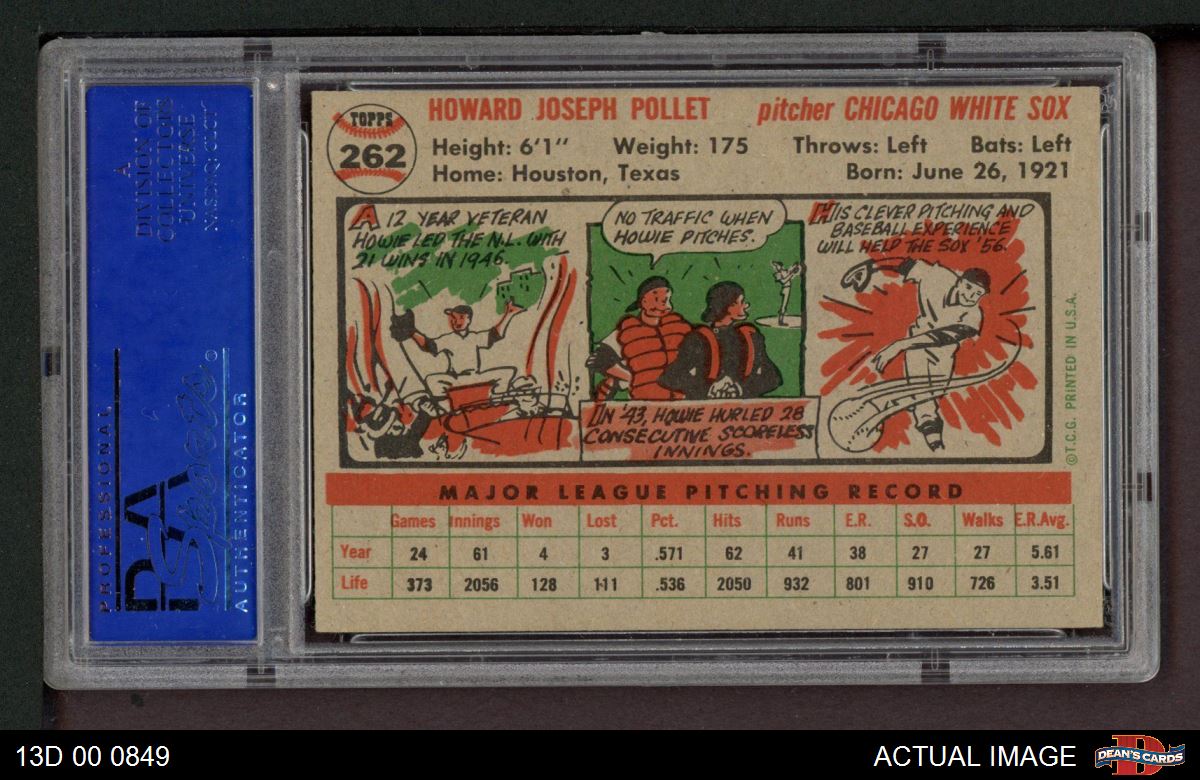 A
DIVISION OF
COLLECTORS
UNIVERSE
NASDAQ: CLCT
PROFESSIONAL
PSA
Sports
AUTHENTICATOR
TOPPS
262
HOWARD JOSEPH POLLET pitcher CHICAGO WHITE SOX
Height: 6'1" Weight: 175 Throws: Left Bats: Left
Home: Houston, Texas Born: June 26, 1921
A 12 YEAR VETERAN
HOWIE LED THE N.L. WITH
21 WINS IN 1946.
NO TRAFFIC WHEN
HOWIE PITCHES.
IN '43, HOWIE HURLED 28
CONSECUTIVE SCORELESS
INNINGS.
HIS CLEVER PITCHING AND
BASEBALL EXPERIENCE
WILL HELP THE SOX '56.
© T.C.G. PRINTED IN U.S.A.
MAJOR LEAGUE PITCHING RECORD
Games Innings Won Lost Pct. Hits Runs E.R. S.O. Walks E.R.Avg.
Year 24 61 4 3 .571 62 41 38 27 27 5.61
Life 373 2056 128 111 .536 2050 932 801 910 726 3.51
13D 00 0849
ACTUAL IMAGE
D
DEAN'S CARDS